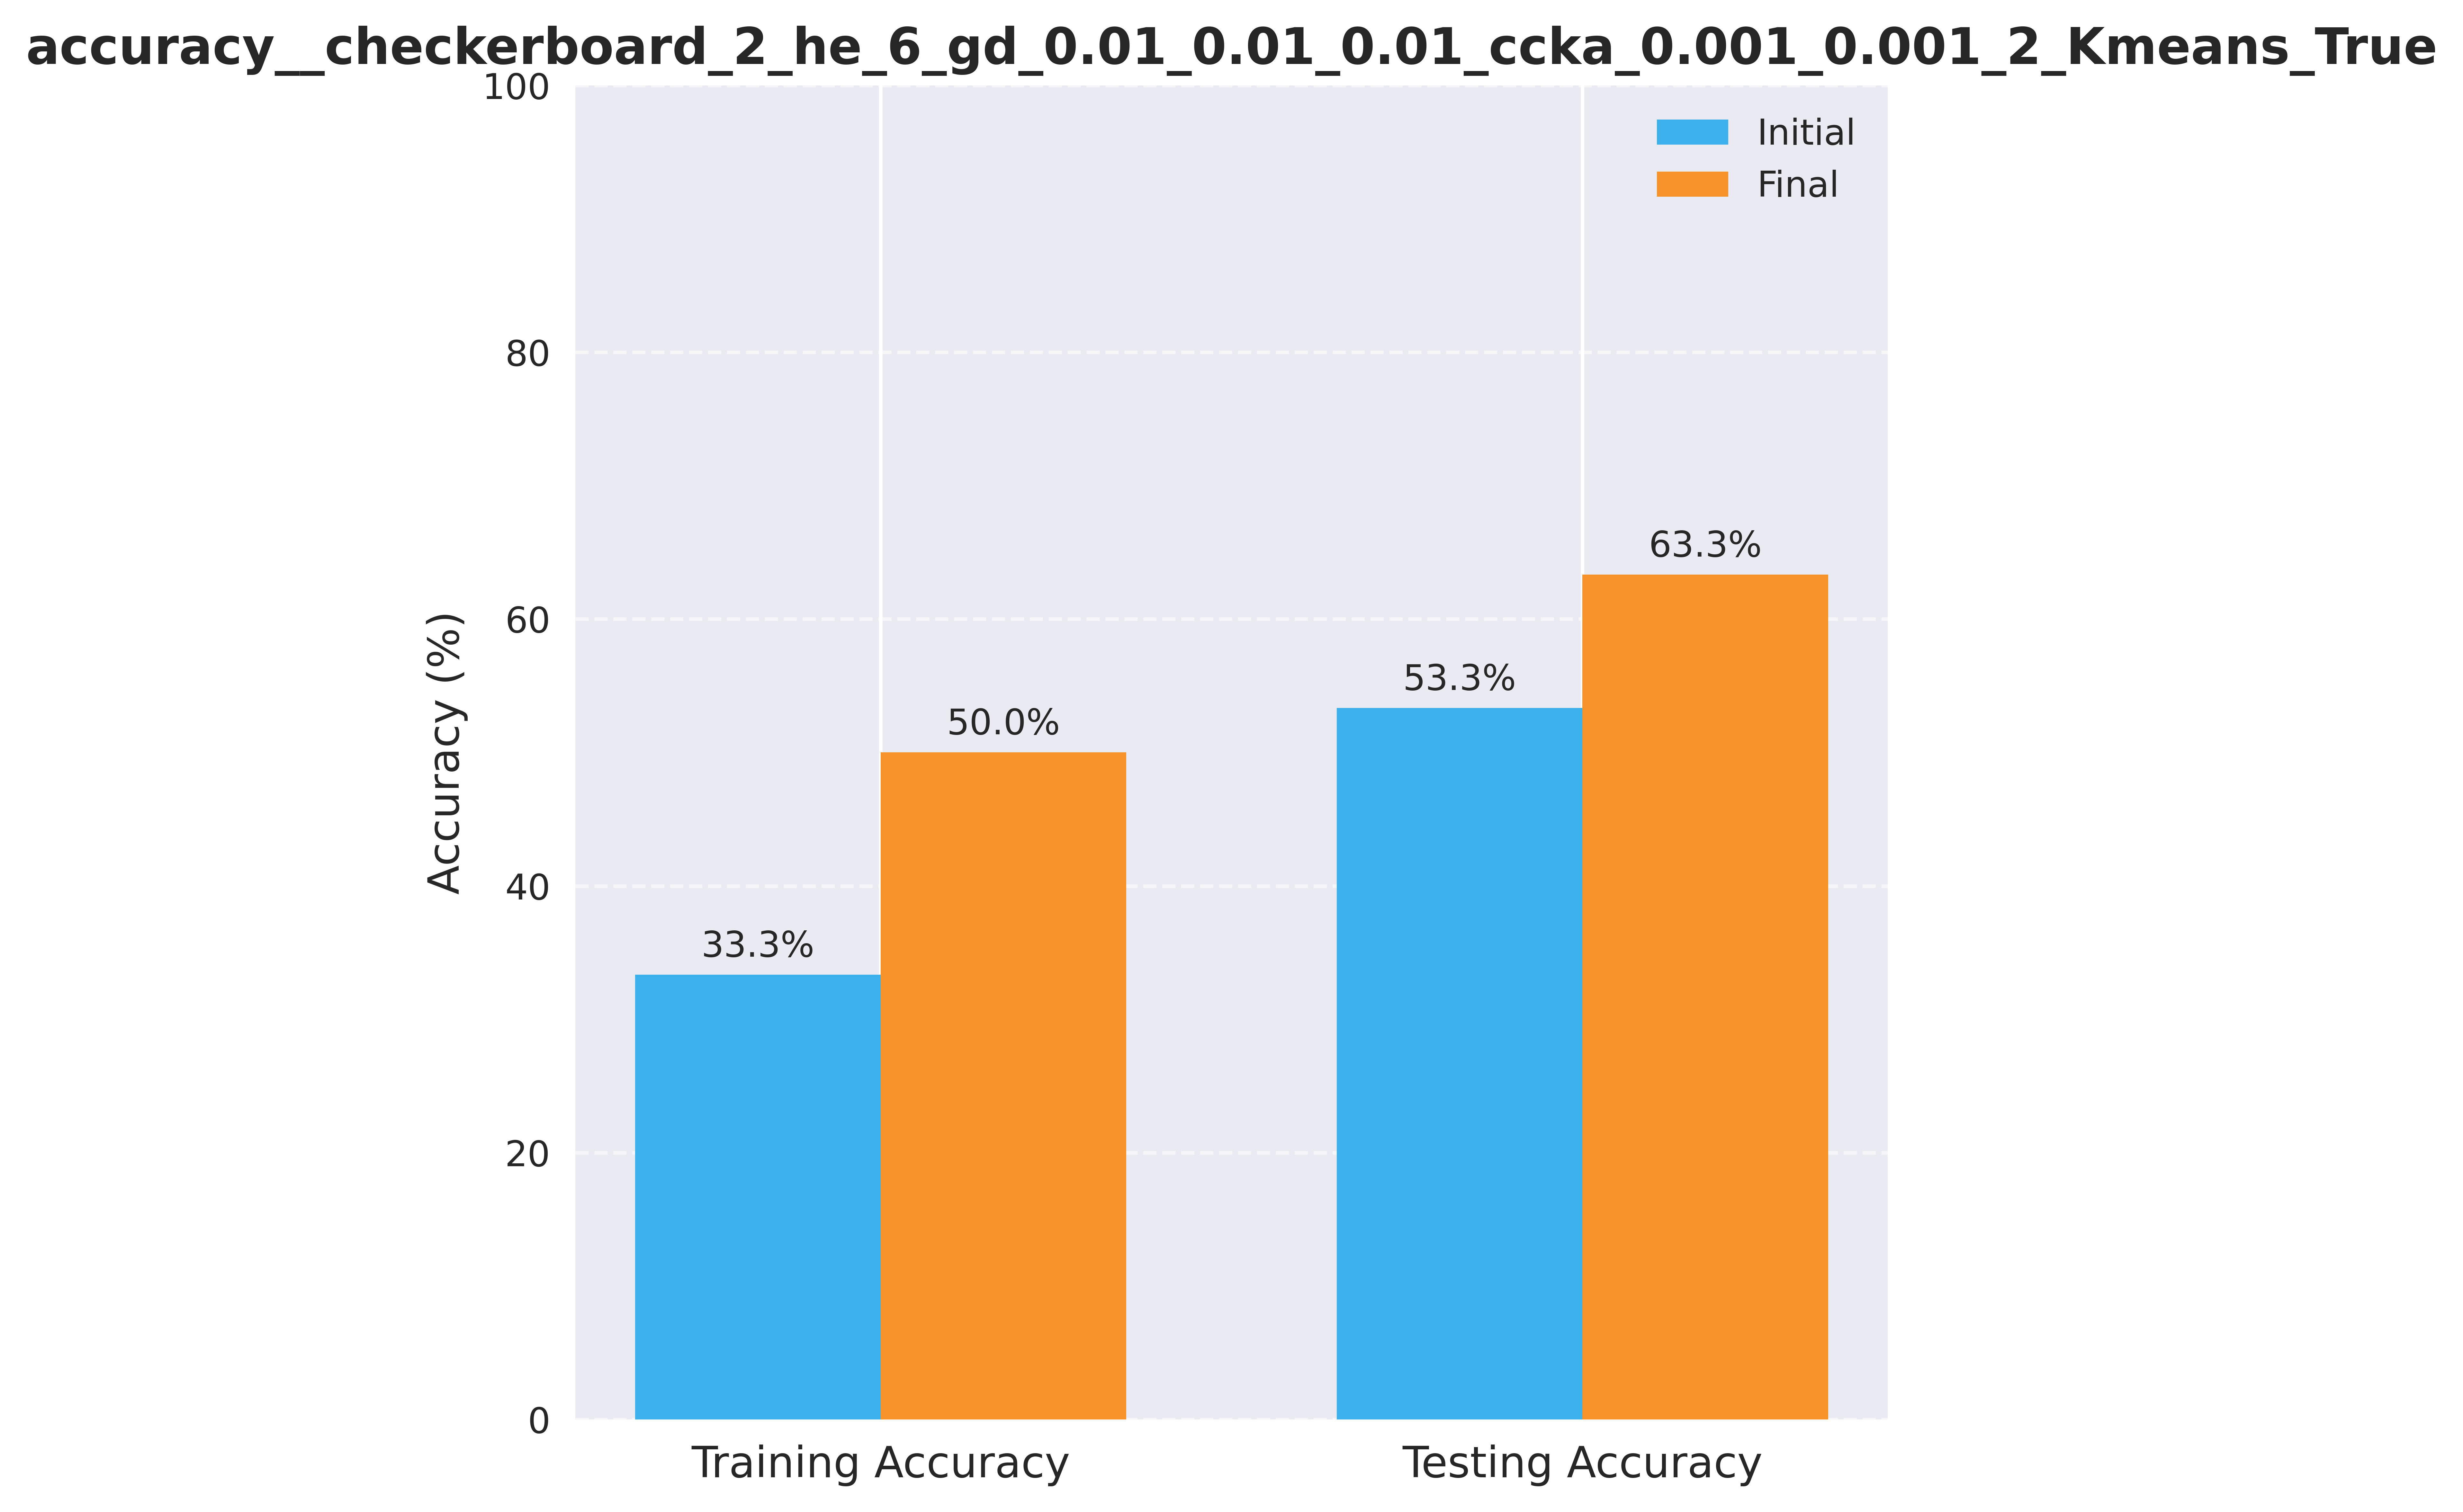 accuracy__checkerboard_2_he_6_gd_0.01_0.01_0.01_ccka_0.001_0.001_2_Kmeans_True
100
80
60
40
20
0
Accuracy (%)
Initial
Final
33.3%
50.0%
53.3%
63.3%
Training Accuracy
Testing Accuracy